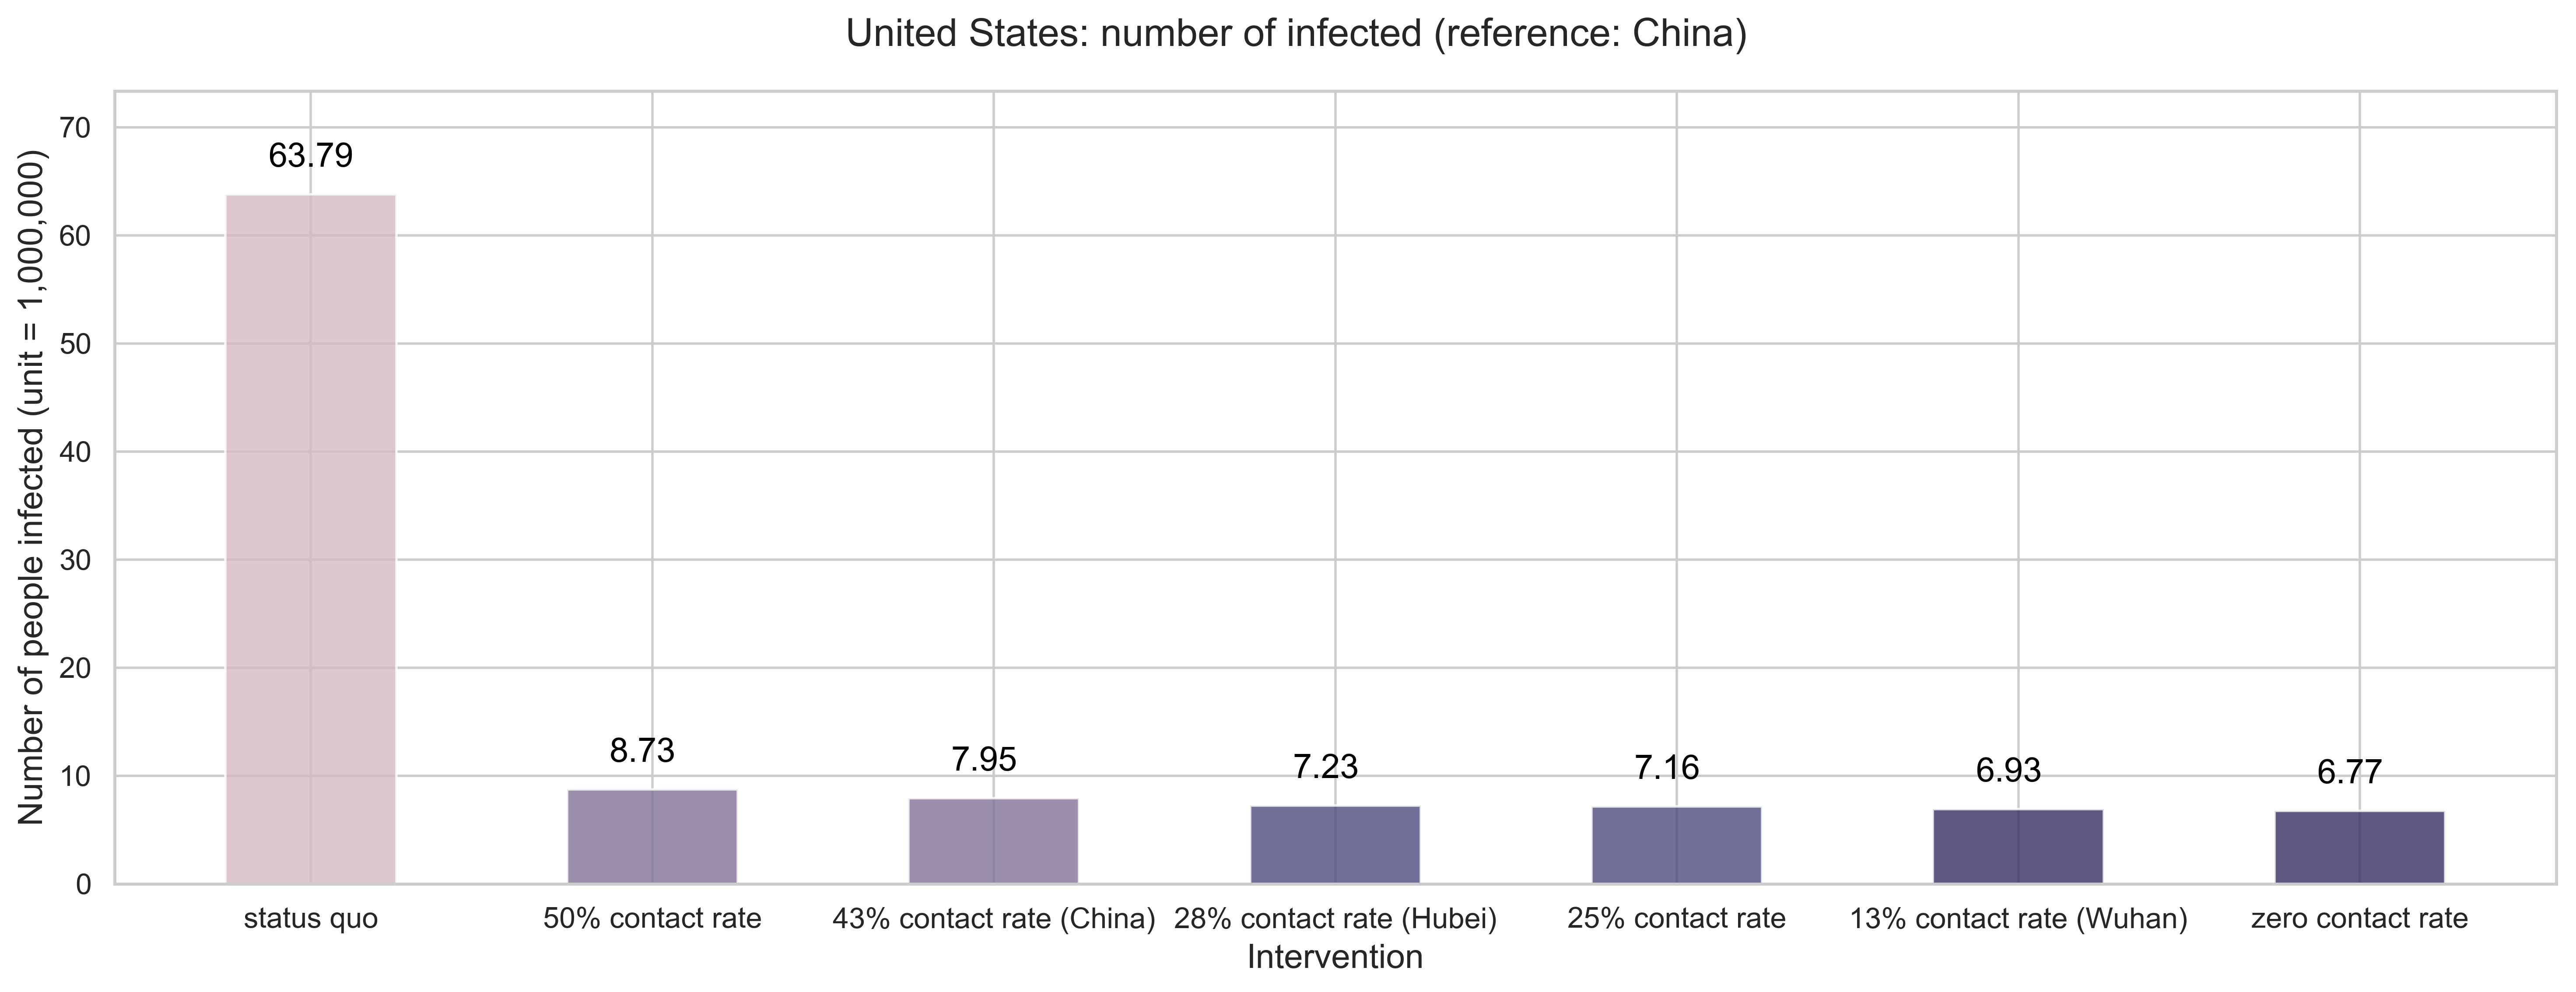 United States: number of infected (reference: China)
Number of people infected (unit = 1,000,000)
70
60
50
40
30
20
10
0
63.79
8.73
7.95
7.23
7.16
6.93
6.77
status quo
50% contact rate
43% contact rate (China)
28% contact rate (Hubei)
25% contact rate
13% contact rate (Wuhan)
zero contact rate
Intervention